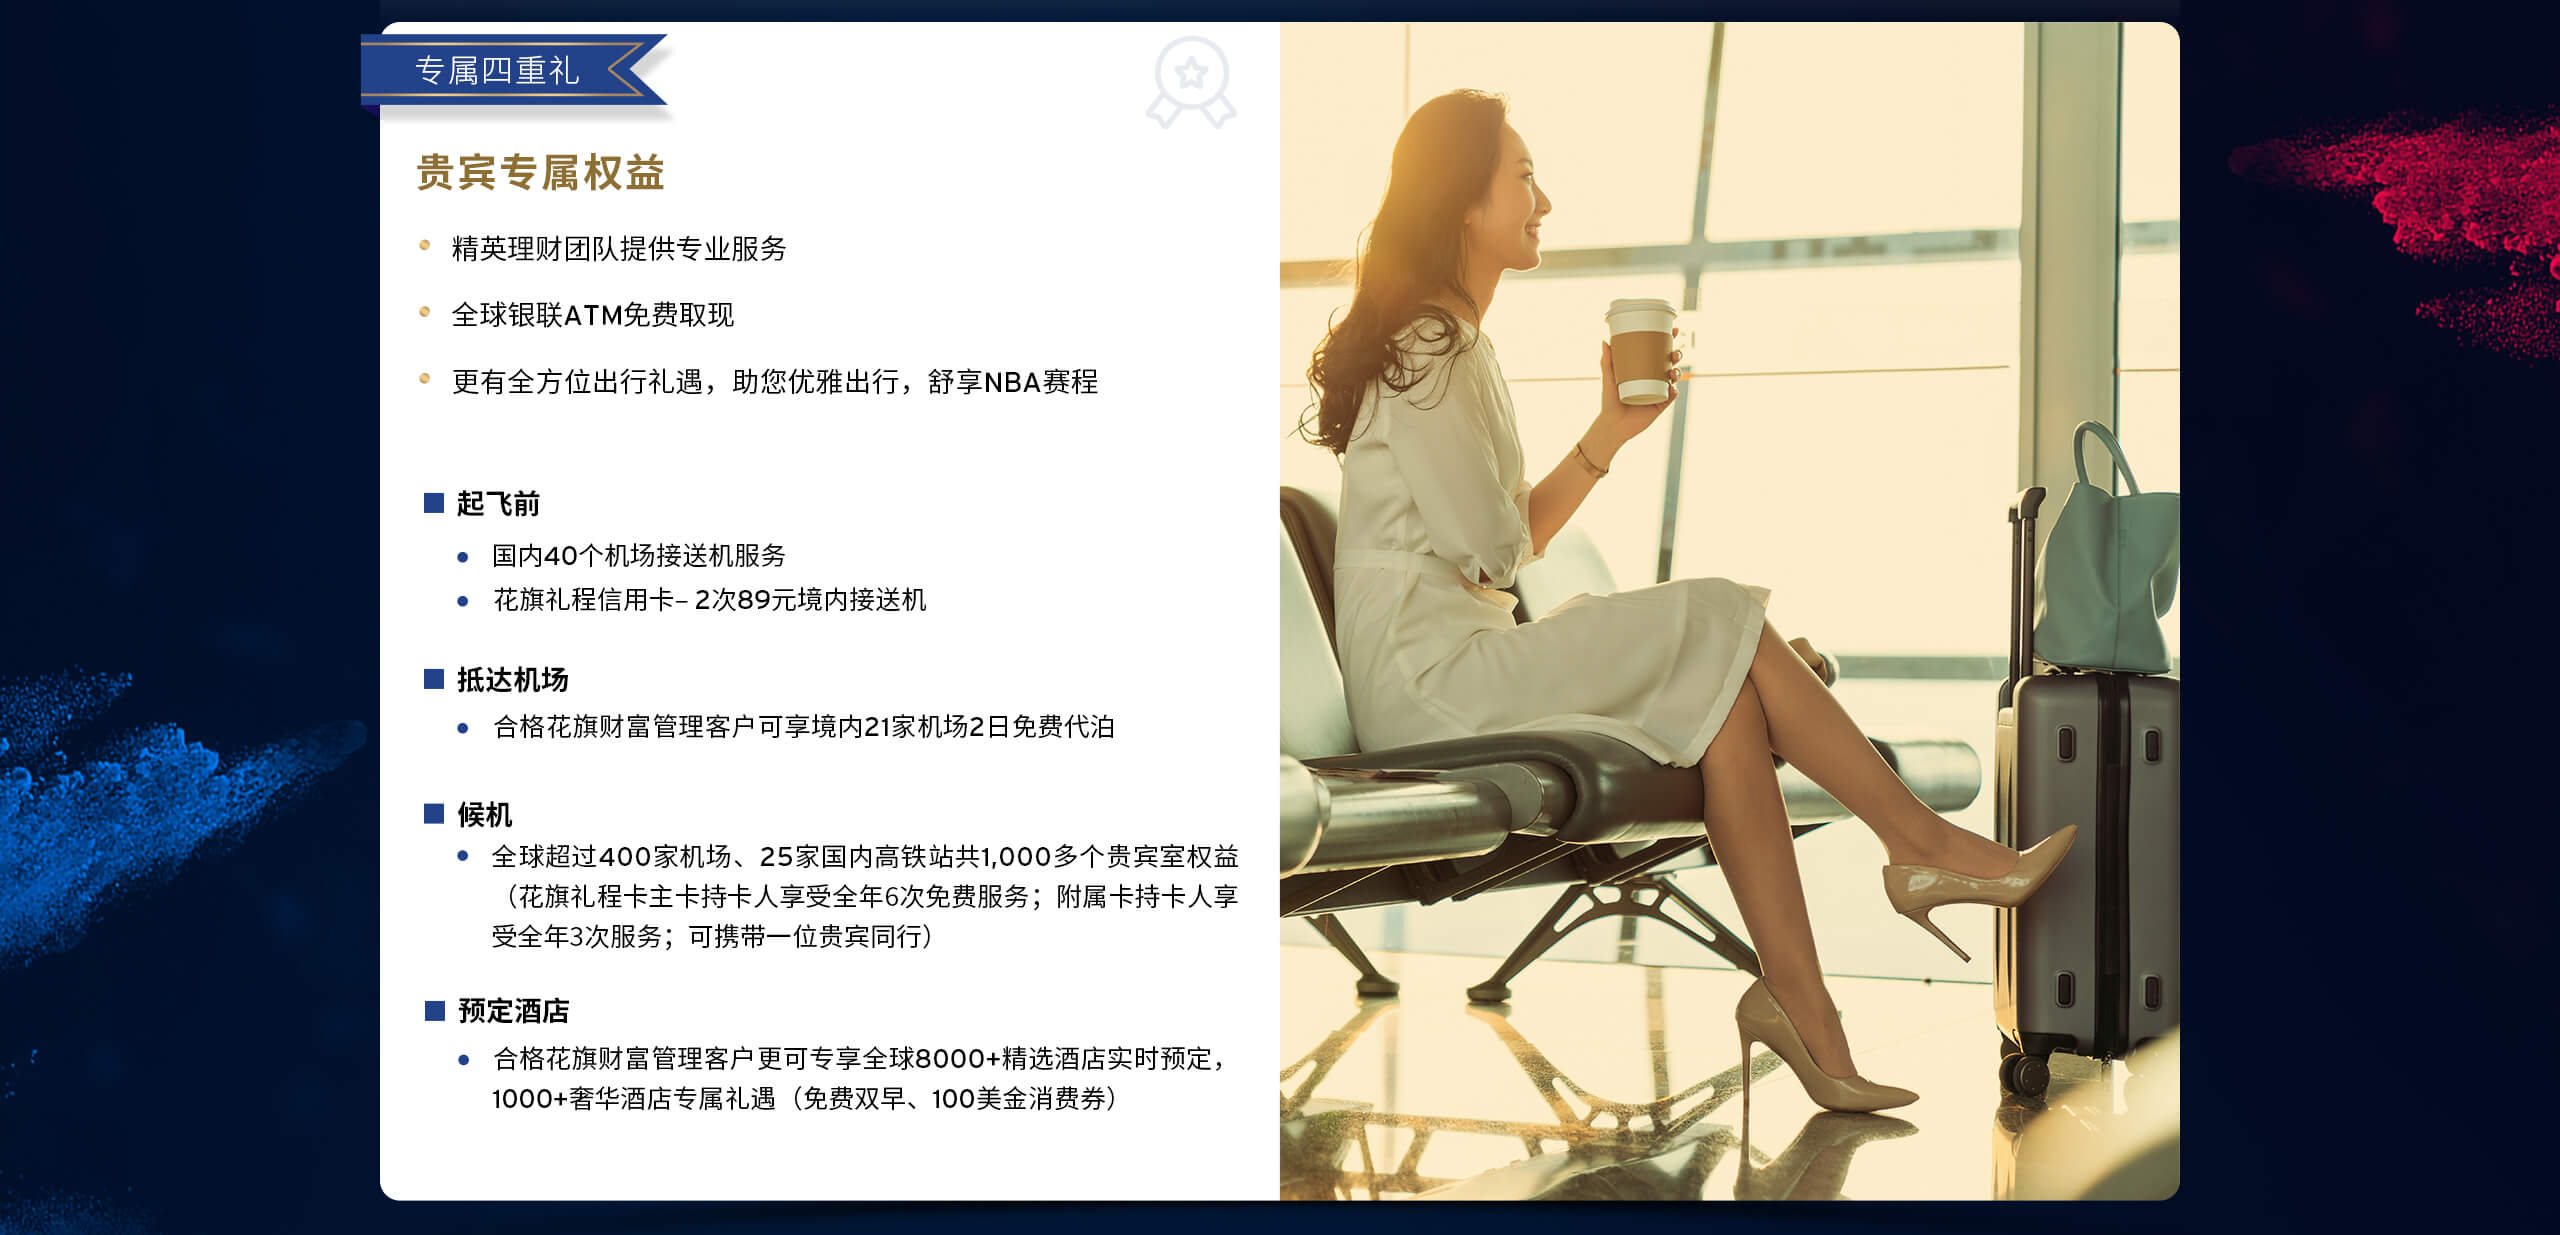 专属四重礼
贵宾专属权益
精英理财团队提供专业服务
全球银联ATM免费取现
更有全方位出行礼遇，助您优雅出行，舒享NBA赛程
起飞前
国内40个机场接送机服务
花旗礼程信用卡– 2次89元境内接送机
抵达机场
合格花旗财富管理客户可享境内21家机场2日免费代泊
候机
全球超过400家机场、25家国内高铁站共1,000多个贵宾室权益
（花旗礼程卡主卡持卡人享受全年6次免费服务；附属卡持卡人享
受全年3次服务；可携带一位贵宾同行）
预定酒店
合格花旗财富管理客户更可专享全球8000+精选酒店实时预定，
1000+奢华酒店专属礼遇（免费双早、100美金消费券）